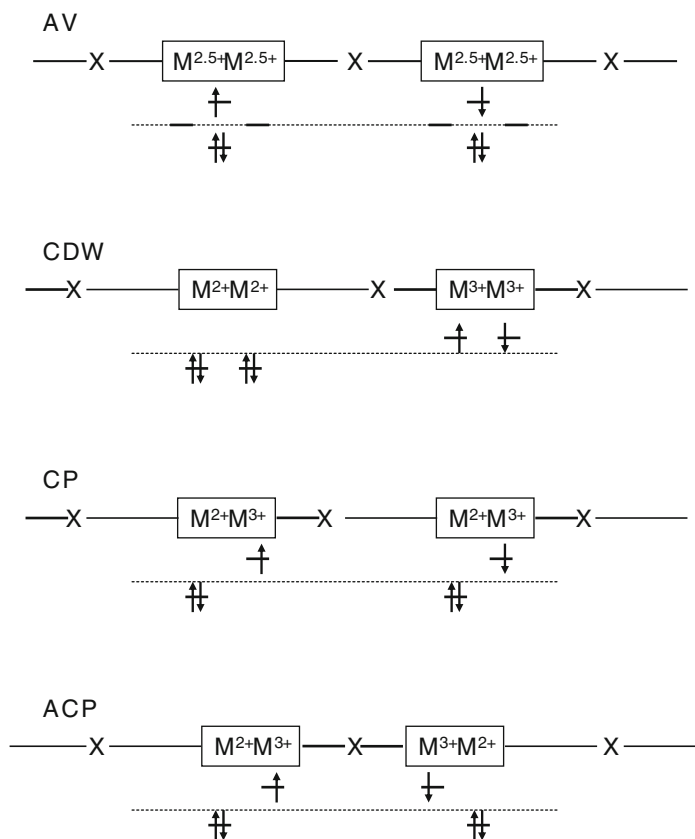 AV
X M²·⁵⁺M²·⁵⁺ X M²·⁵⁺M²·⁵⁺ X
CDW
X M²⁺M²⁺ X M³⁺M³⁺ X
CP
X M²⁺M³⁺ X M²⁺M³⁺ X
ACP
X M²⁺M³⁺ X M³⁺M²⁺ X